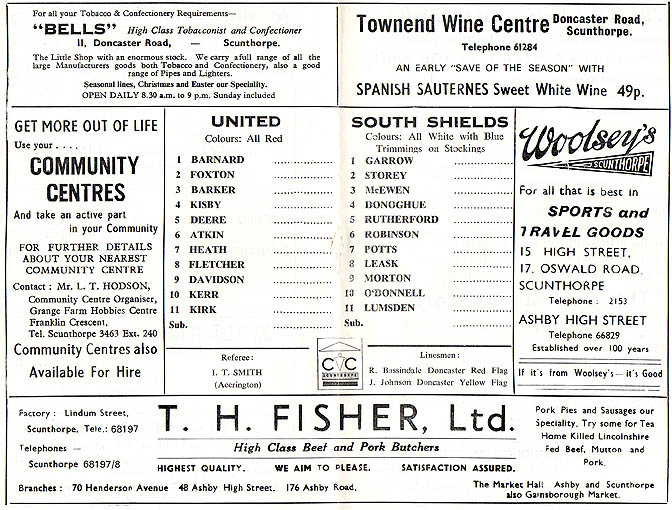 For all your Tobacco & Confectionery Requirements—
"BELLS" High Class Tobacconist and Confectioner
11, Doncaster Road, — Scunthorpe.
The Little Shop with an enormous stock. We carry afull range of all the
large Manufacturers goods both Tobacco and Confectionery, also a good
range of Pipes and Lighters.
Seasonal lines, Christmas and Easter our Speciality.
OPEN DAILY 8.30 a.m. to 9 p.m. Sunday included
Townend Wine Centre Doncaster Road,
Scunthorpe.
Telephone 61284
AN EARLY "SAVE OF THE SEASON" WITH
SPANISH SAUTERNES Sweet White Wine 49p.
GET MORE OUT OF LIFE
Use your . . . .
COMMUNITY
CENTRES
And take an active part
in your Community
FOR FURTHER DETAILS
ABOUT YOUR NEAREST
COMMUNITY CENTRE
Contact : Mr. L. T. HODSON,
Community Centre Organiser,
Grange Farm Hobbies Centre
Franklin Crescent,
Tel. Scunthorpe 3463 Ext. 240
Community Centres also
Available For Hire
UNITED
Colours: All Red
1 BARNARD
2 FOXTON
3 BARKER
4 KISBY
5 DEERE
6 ATKIN
7 HEATH
8 FLETCHER
9 DAVIDSON
10 KERR
11 KIRK
Sub.
SOUTH SHIELDS
Colours: All White with Blue
Trimmings on Stockings
1 GARROW
2 STOREY
3 McEWEN
4 DONOGHUE
5 RUTHERFORD
6 ROBINSON
7 POTTS
8 LEASK
9 MORTON
10 O'DONNELL
11 LUMSDEN
Sub.
Referee:
I. T. SMITH
(Accrington)
CVC
SCUNTHORPE
Linesmen:
R. Bassindale Doncaster Red Flag
J. Johnson Doncaster Yellow Flag
Woolsey's
SCUNTHORPE
For all that is best in
SPORTS and
TRAVEL GOODS
15 HIGH STREET,
17, OSWALD ROAD,
SCUNTHORPE
Telephone : 2153
ASHBY HIGH STREET
Telephone 66829
Established over 100 years
If it's from Woolsey's—it's Good
Factory : Lindum Street,
Scunthorpe, Tele.: 68197
Telephones —
Scunthorpe 68197/8
T. H. FISHER, Ltd.
High Class Beef and Pork Butchers
HIGHEST QUALITY. WE AIM TO PLEASE. SATISFACTION ASSURED.
Pork Pies and Sausages our
Speciality. Try some for Tea
Home Killed Lincolnshire
Fed Beef, Mutton and
Pork.
Branches : 70 Henderson Avenue 48 Ashby High Street. 176 Ashby Road.
The Market Hall Ashby and Scunthorpe
also Gainsborough Market.